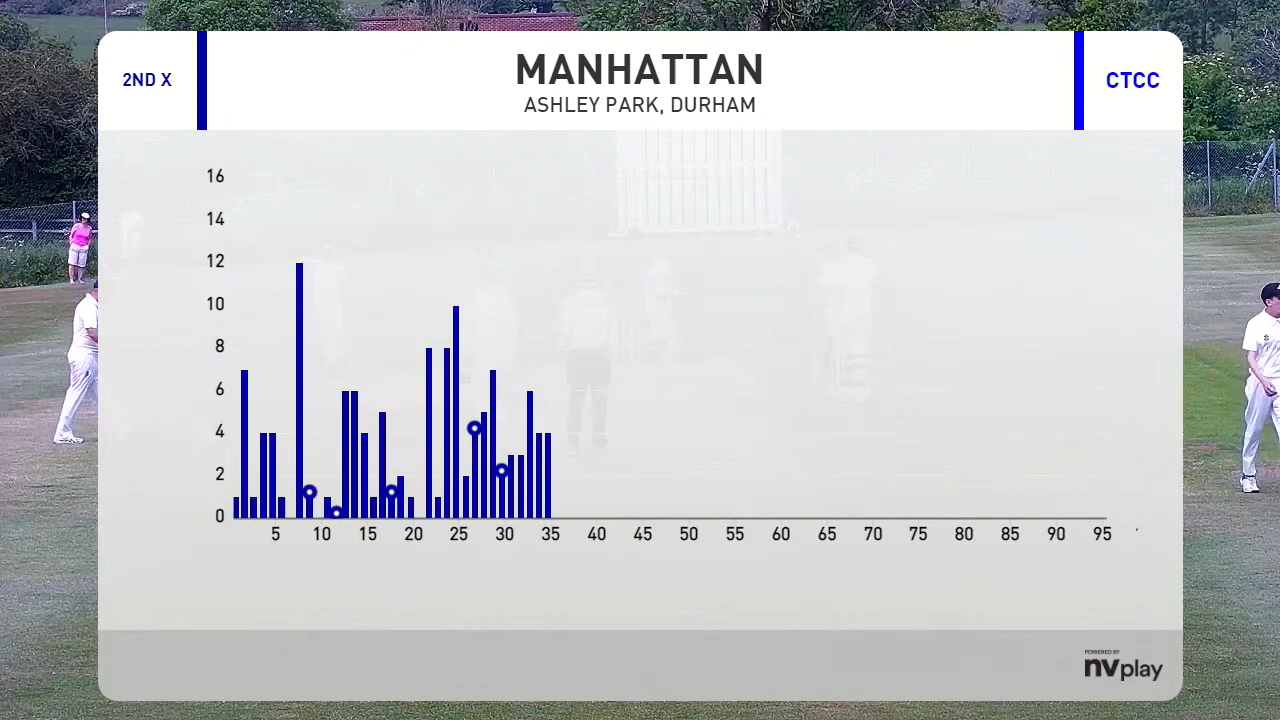 2ND X
MANHATTAN
ASHLEY PARK, DURHAM
CTCC
16
14
12
10
8
6
4
2
0
5 10 15 20 25 30 35 40 45 50 55 60 65 70 75 80 85 90 95
POWERED BY
nvplay